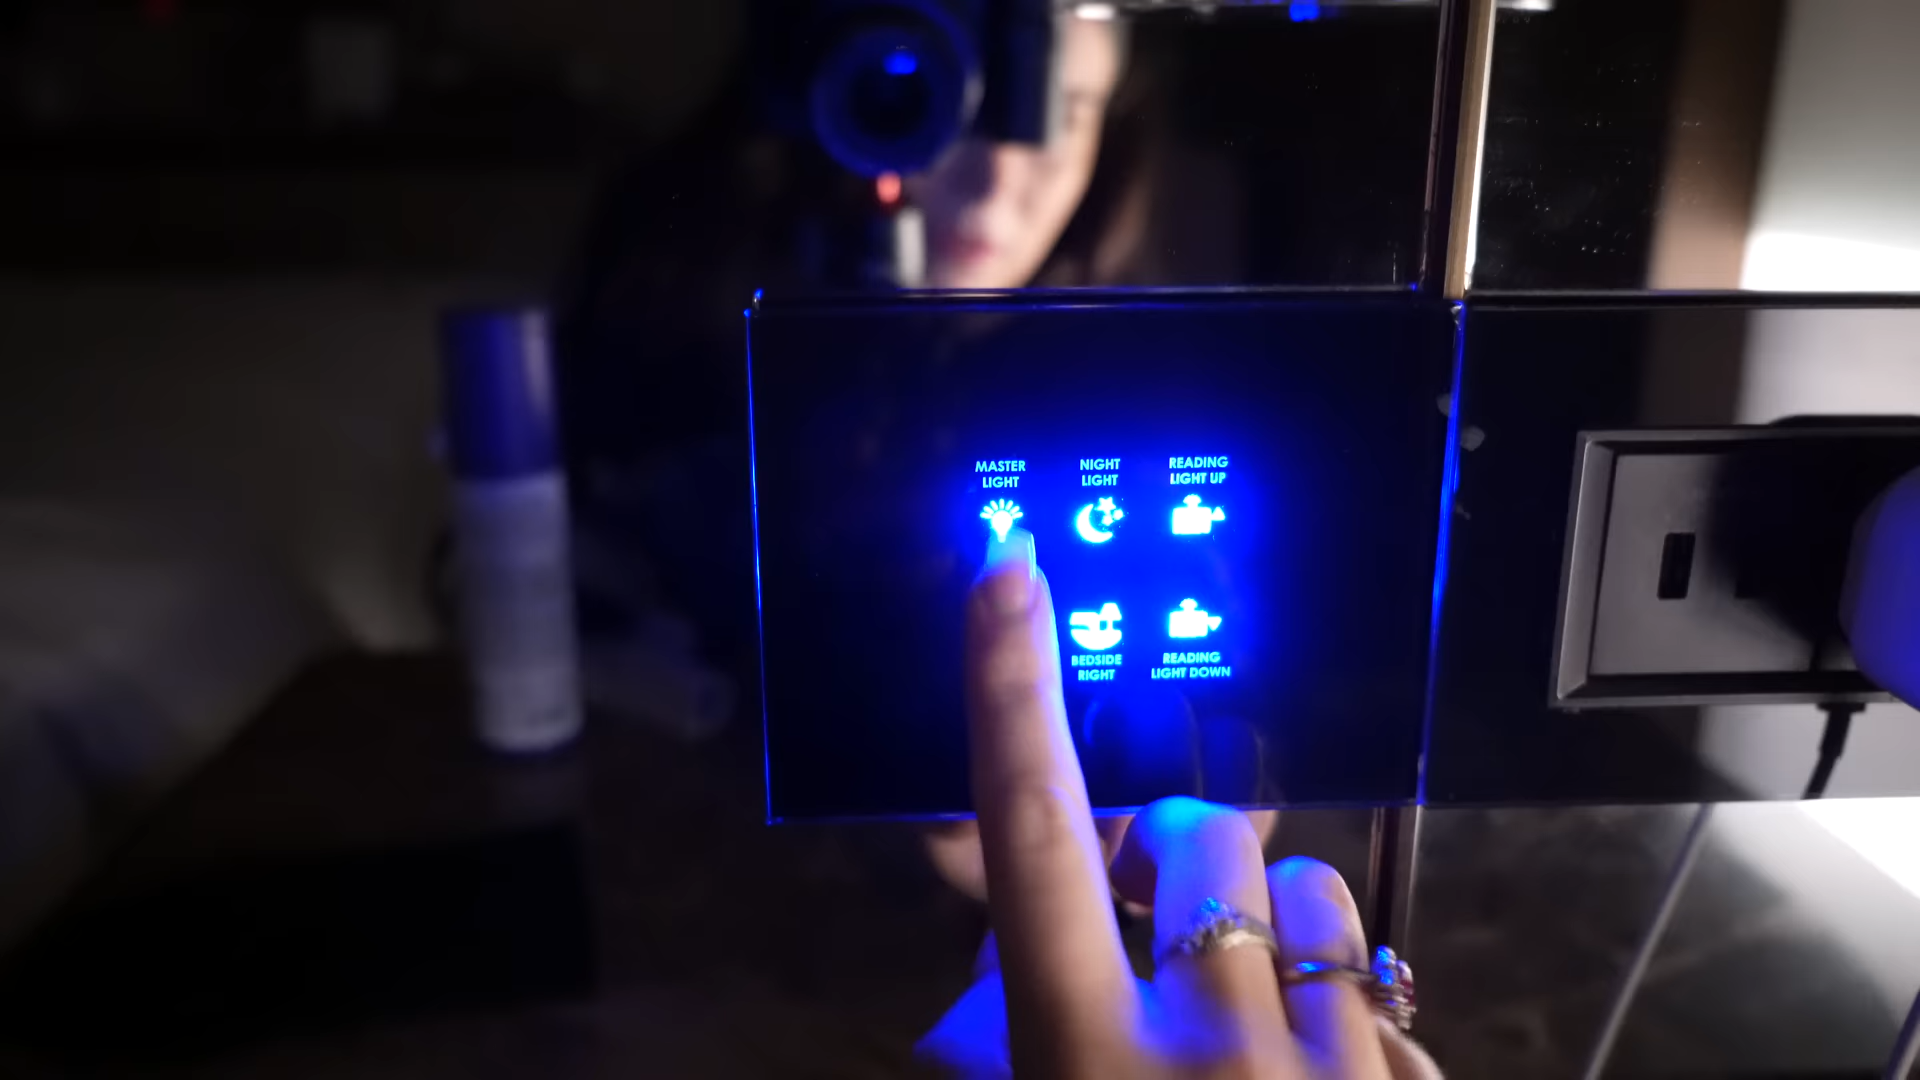 MASTER
LIGHT
NIGHT
LIGHT
READING
LIGHT UP
BEDSIDE
RIGHT
READING
LIGHT DOWN